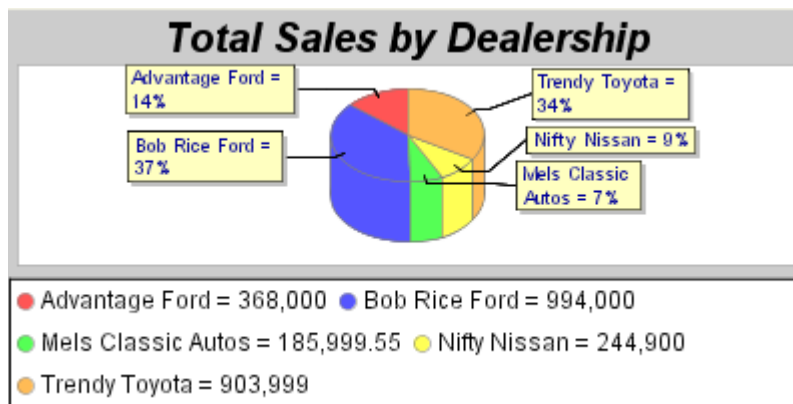 Total Sales by Dealership
Advantage Ford =
14%
Trendy Toyota =
34%
Bob Rice Ford =
37%
Nifty Nissan = 9%
Mels Classic
Autos = 7%
Advantage Ford = 368,000 Bob Rice Ford = 994,000
Mels Classic Autos = 185,999.55 Nifty Nissan = 244,900
Trendy Toyota = 903,999